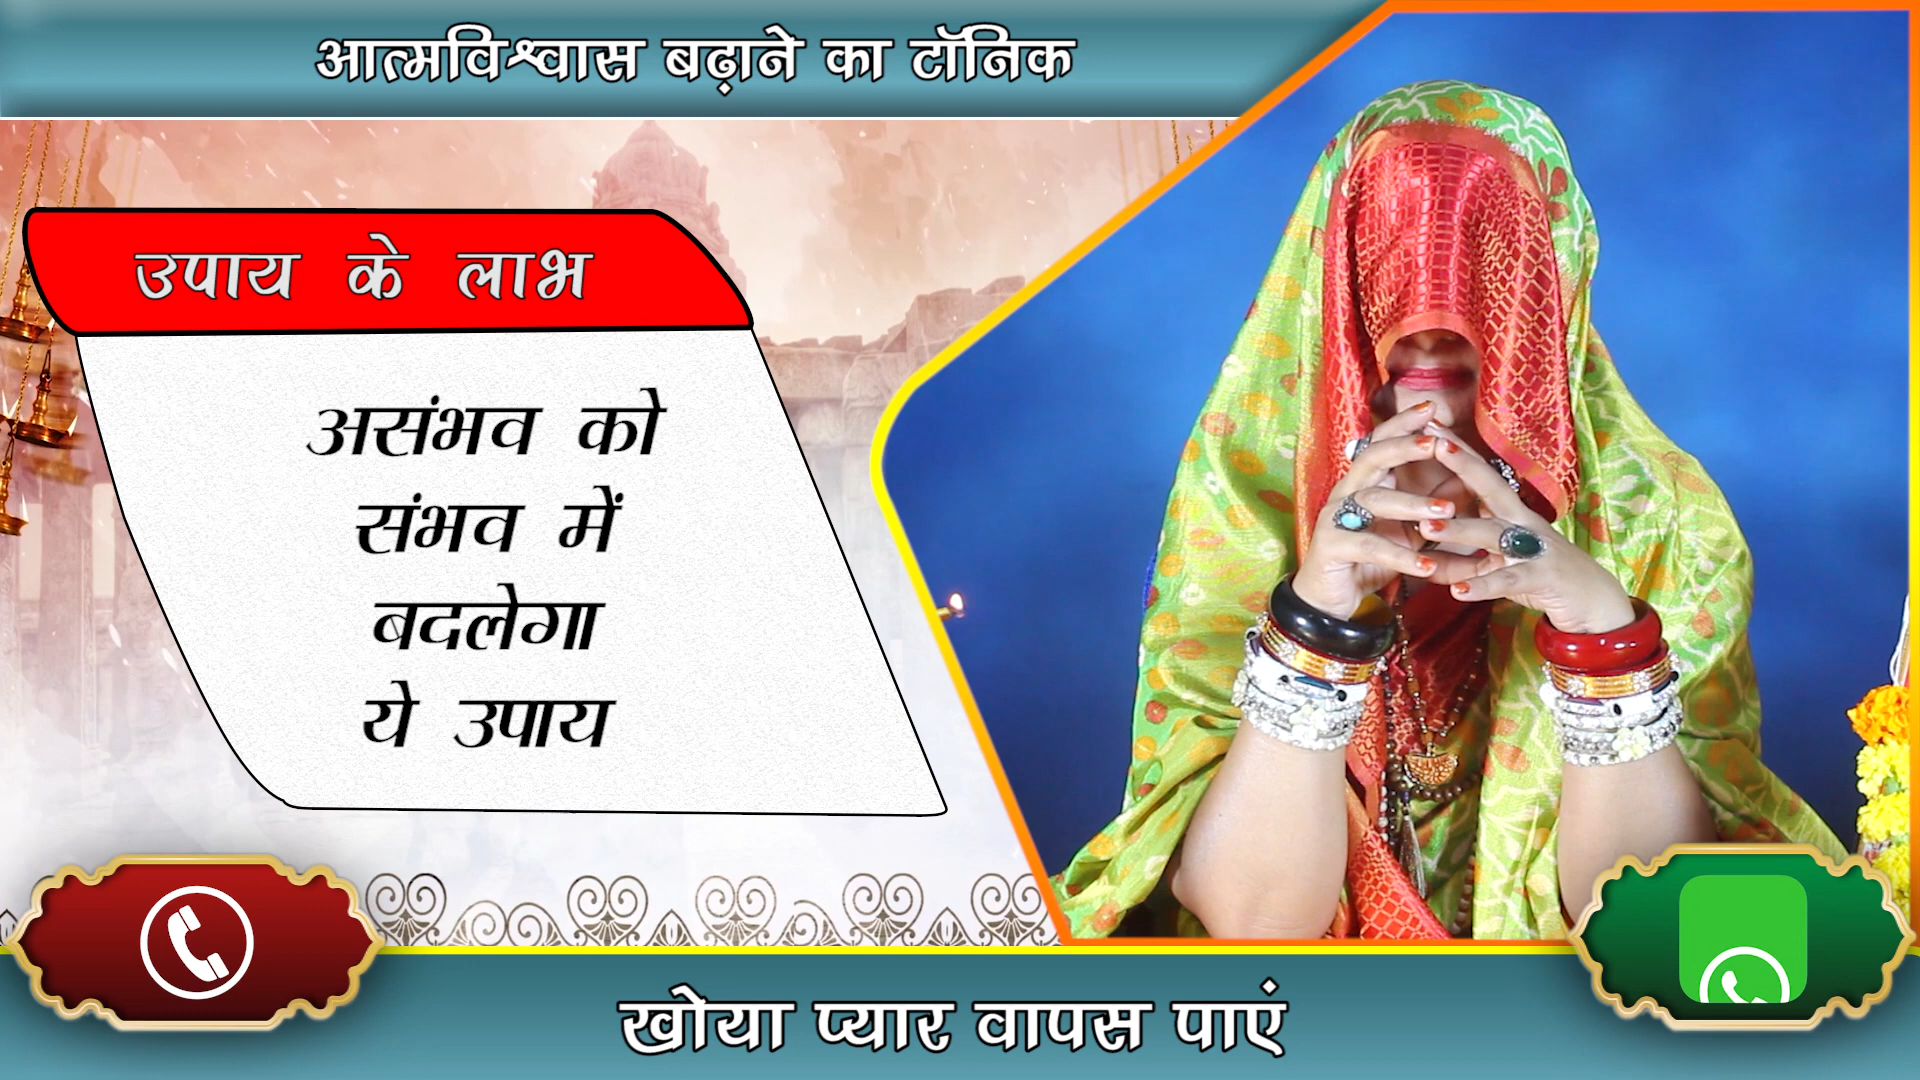 आत्मविश्वास बढ़ाने का टॉनिक
उपाय के लाभ
असंभव को
संभव में
बदलेगा
ये उपाय
खोया प्यार वापस पाएं